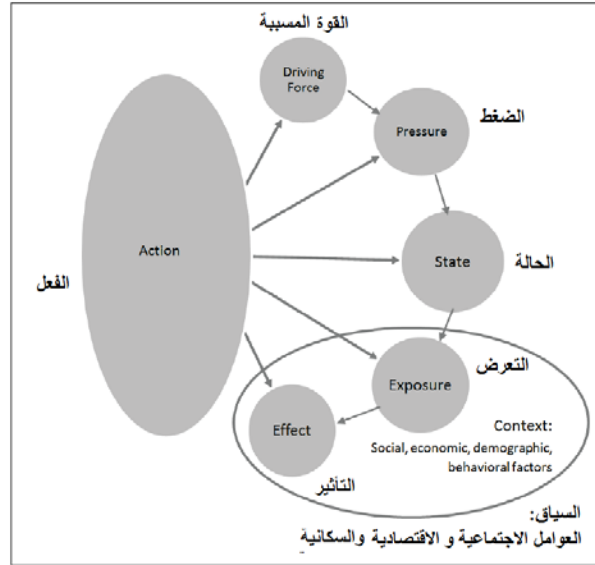 القوة المسببة
Driving
Force
الضغط
Pressure
Action
State
الحالة
الفعل
التعرض
Exposure
Effect
Context:
Social, economic, demographic,
behavioral factors
التأثير
السياق:
العوامل الاجتماعية و الاقتصادية والسكانية